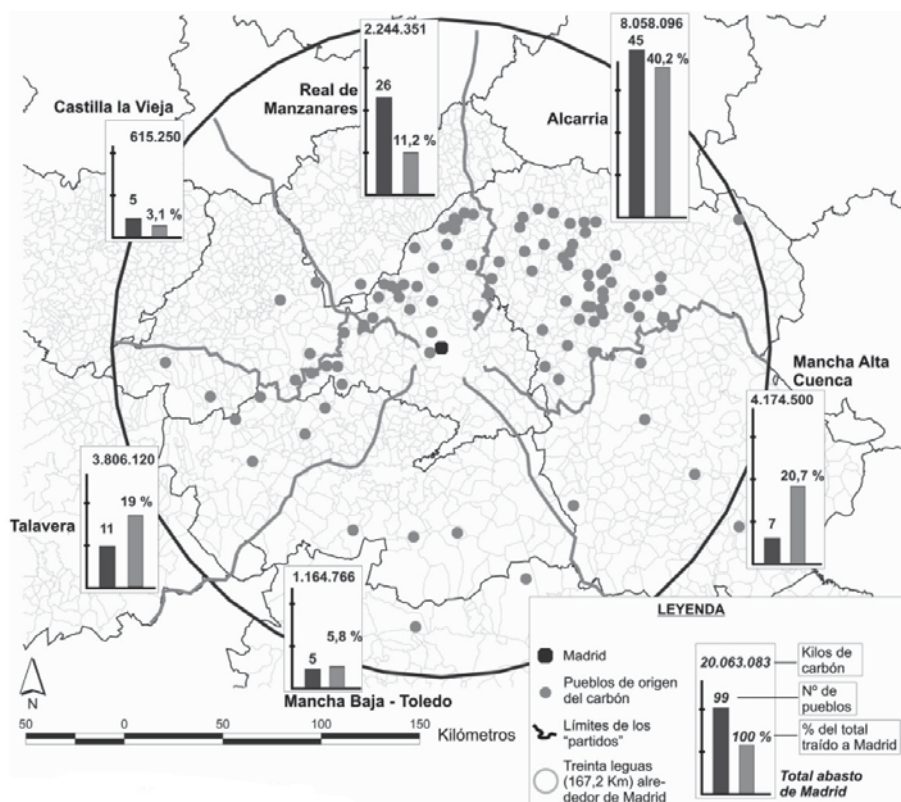 2.244.351
26
11,2 %
Real de
Manzanares
8.058.096
45
40,2 %
Alcarria
Castilla la Vieja
615.250
5
3,1 %
Mancha Alta
Cuenca
4.174.500
20,7 %
7
3.806.120
19 %
11
Talavera
1.164.766
5,8 %
5
Mancha Baja - Toledo
N
50
0
50
100
150
Kilómetros
LEYENDA
Madrid
Pueblos de origen
del carbón
Límites de los
“partidos”
Treinta leguas
(167,2 Km) alre-
dedor de Madrid
20.063.083
Kilos de
carbón
99
Nº de
pueblos
100 %
% del total
traído a Madrid
Total abasto
de Madrid